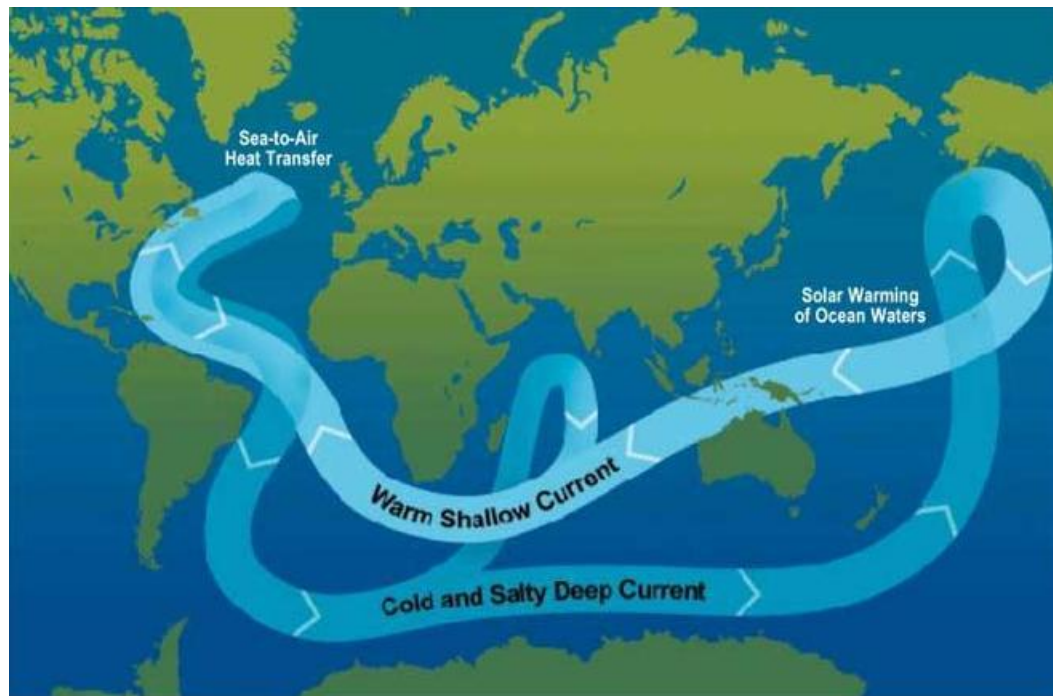 Sea-to-Air
Heat Transfer
Solar Warming
of Ocean Waters
Warm Shallow Current
Cold and Salty Deep Current